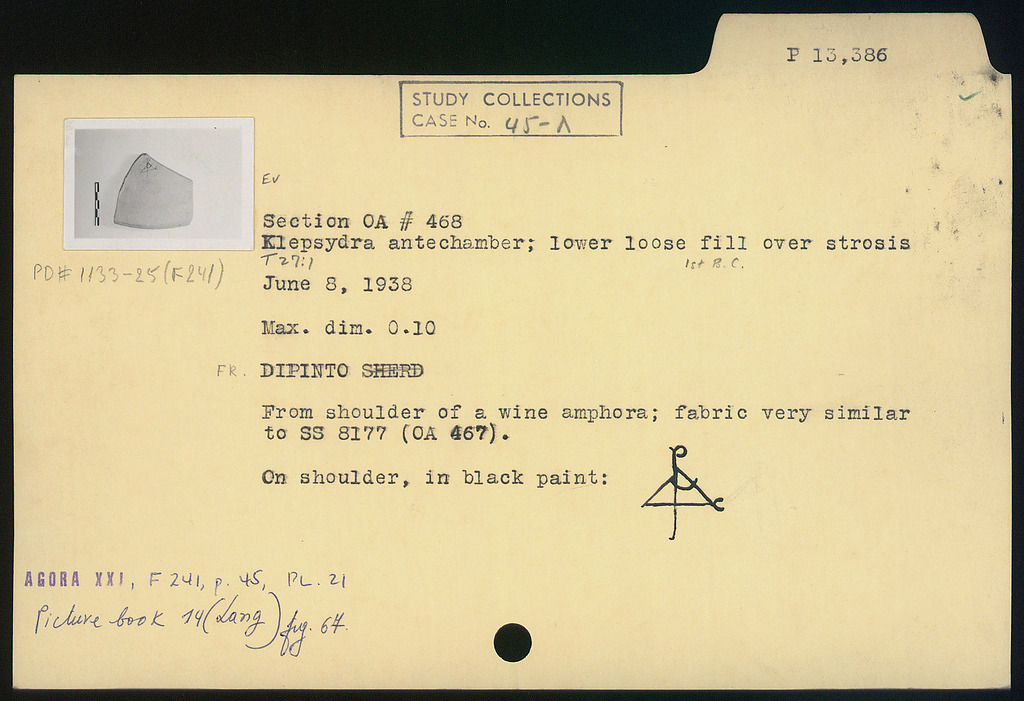 P 13,386
STUDY COLLECTIONS
CASE No. 45-Λ
EV
Section OA # 468
Klepsydra antechamber; lower loose fill over strosis
T27:1 1st B.C.
PD# 1133-25 (F241)
June 8, 1938
Max. dim. 0.10
FR. DIPINTO SHERD
From shoulder of a wine amphora; fabric very similar
to SS 8177 (OA 467).
On shoulder, in black paint:
AGORA XXI, F 241, p. 45, PL. 21
Picture book 14 (Lang) fig. 67.